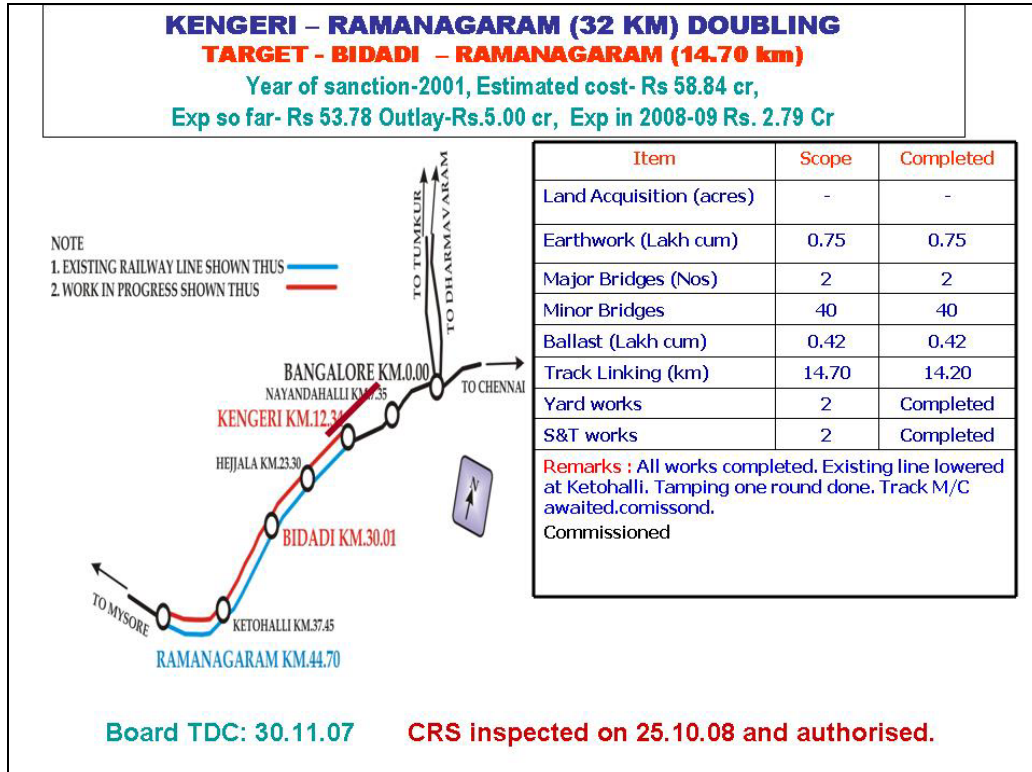 KENGERI – RAMANAGARAM (32 KM) DOUBLING
TARGET - BIDADI – RAMANAGARAM (14.70 km)
Year of sanction-2001, Estimated cost- Rs 58.84 cr,
Exp so far- Rs 53.78 Outlay-Rs.5.00 cr, Exp in 2008-09 Rs. 2.79 Cr
NOTE
1. EXISTING RAILWAY LINE SHOWN THUS
2. WORK IN PROGRESS SHOWN THUS
TO TUMKUR
TO DHARMAVARAM
BANGALORE KM.0.00
TO CHENNAI
NAYANDAHALLI KM.7.35
KENGERI KM.12.34
HEJJALA KM.23.30
N
BIDADI KM.30.01
TO MYSORE
KETOHALLI KM.37.45
RAMANAGARAM KM.44.70
Item Scope Completed
Land Acquisition (acres) - -
Earthwork (Lakh cum) 0.75 0.75
Major Bridges (Nos) 2 2
Minor Bridges 40 40
Ballast (Lakh cum) 0.42 0.42
Track Linking (km) 14.70 14.20
Yard works 2 Completed
S&T works 2 Completed
Remarks : All works completed. Existing line lowered
at Ketohalli. Tamping one round done. Track M/C
awaited.comissond.
Commissioned
Board TDC: 30.11.07 CRS inspected on 25.10.08 and authorised.